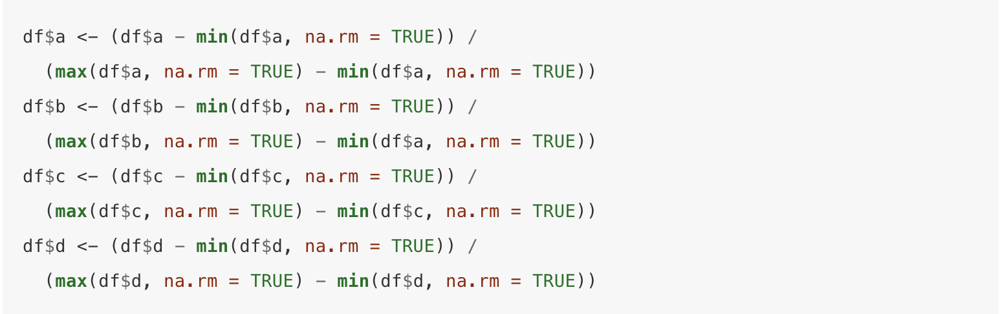 df$a <- (df$a - min(df$a, na.rm = TRUE)) /
  (max(df$a, na.rm = TRUE) - min(df$a, na.rm = TRUE))
df$b <- (df$b - min(df$b, na.rm = TRUE)) /
  (max(df$b, na.rm = TRUE) - min(df$a, na.rm = TRUE))
df$c <- (df$c - min(df$c, na.rm = TRUE)) /
  (max(df$c, na.rm = TRUE) - min(df$c, na.rm = TRUE))
df$d <- (df$d - min(df$d, na.rm = TRUE)) /
  (max(df$d, na.rm = TRUE) - min(df$d, na.rm = TRUE))